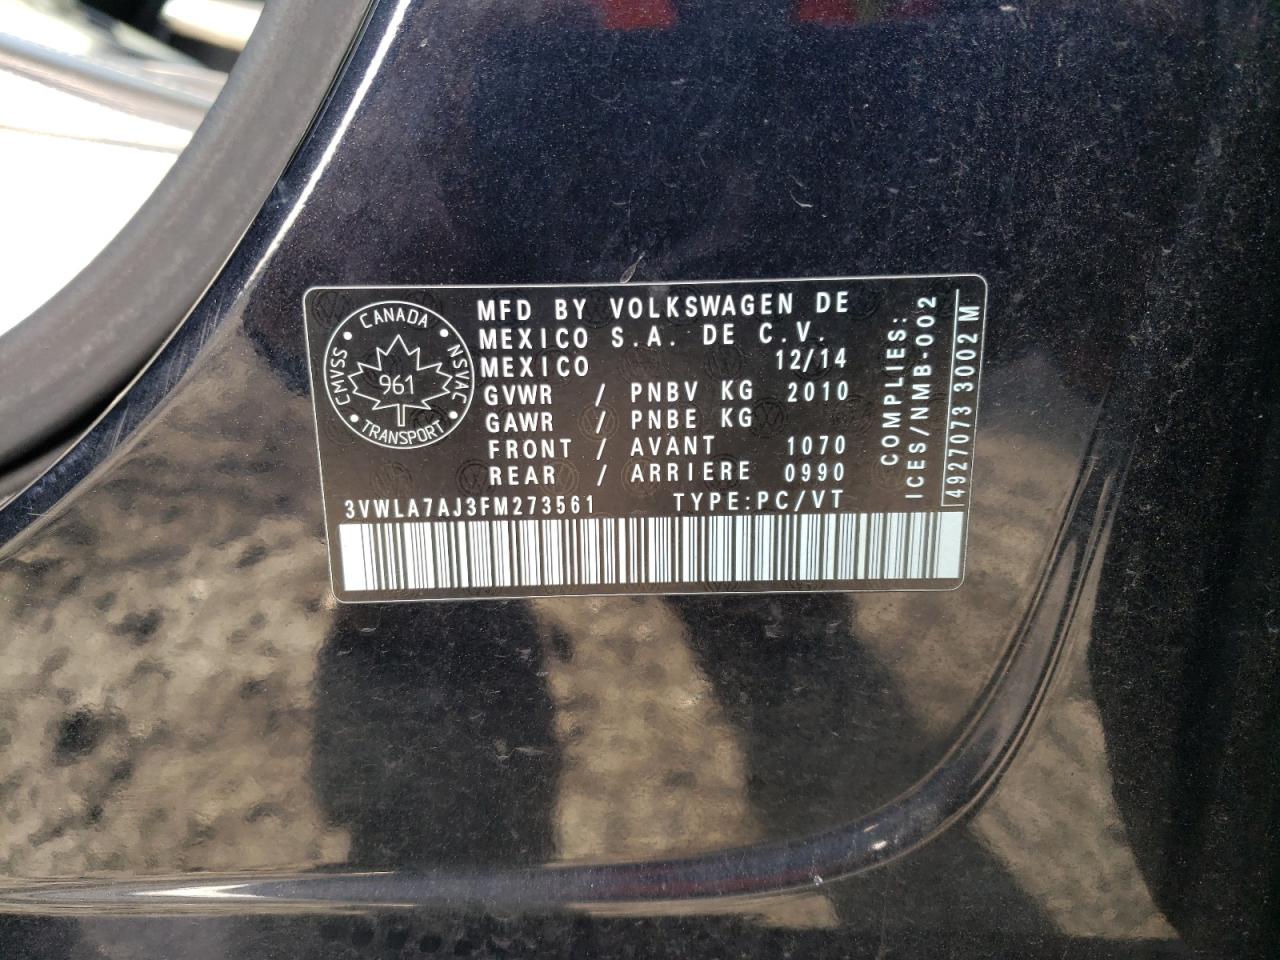 CANADA
CMVSS
NSVAC
961
TRANSPORT
MFD BY VOLKSWAGEN DE
MEXICO S.A. DE C.V.
MEXICO 12/14
GVWR / PNBV KG 2010
GAWR / PNBE KG
FRONT / AVANT 1070
REAR / ARRIERE 0990
3VWLA7AJ3FM273561 TYPE:PC/VT
COMPLIES:
ICES/NMB-002
4927073 3002 M